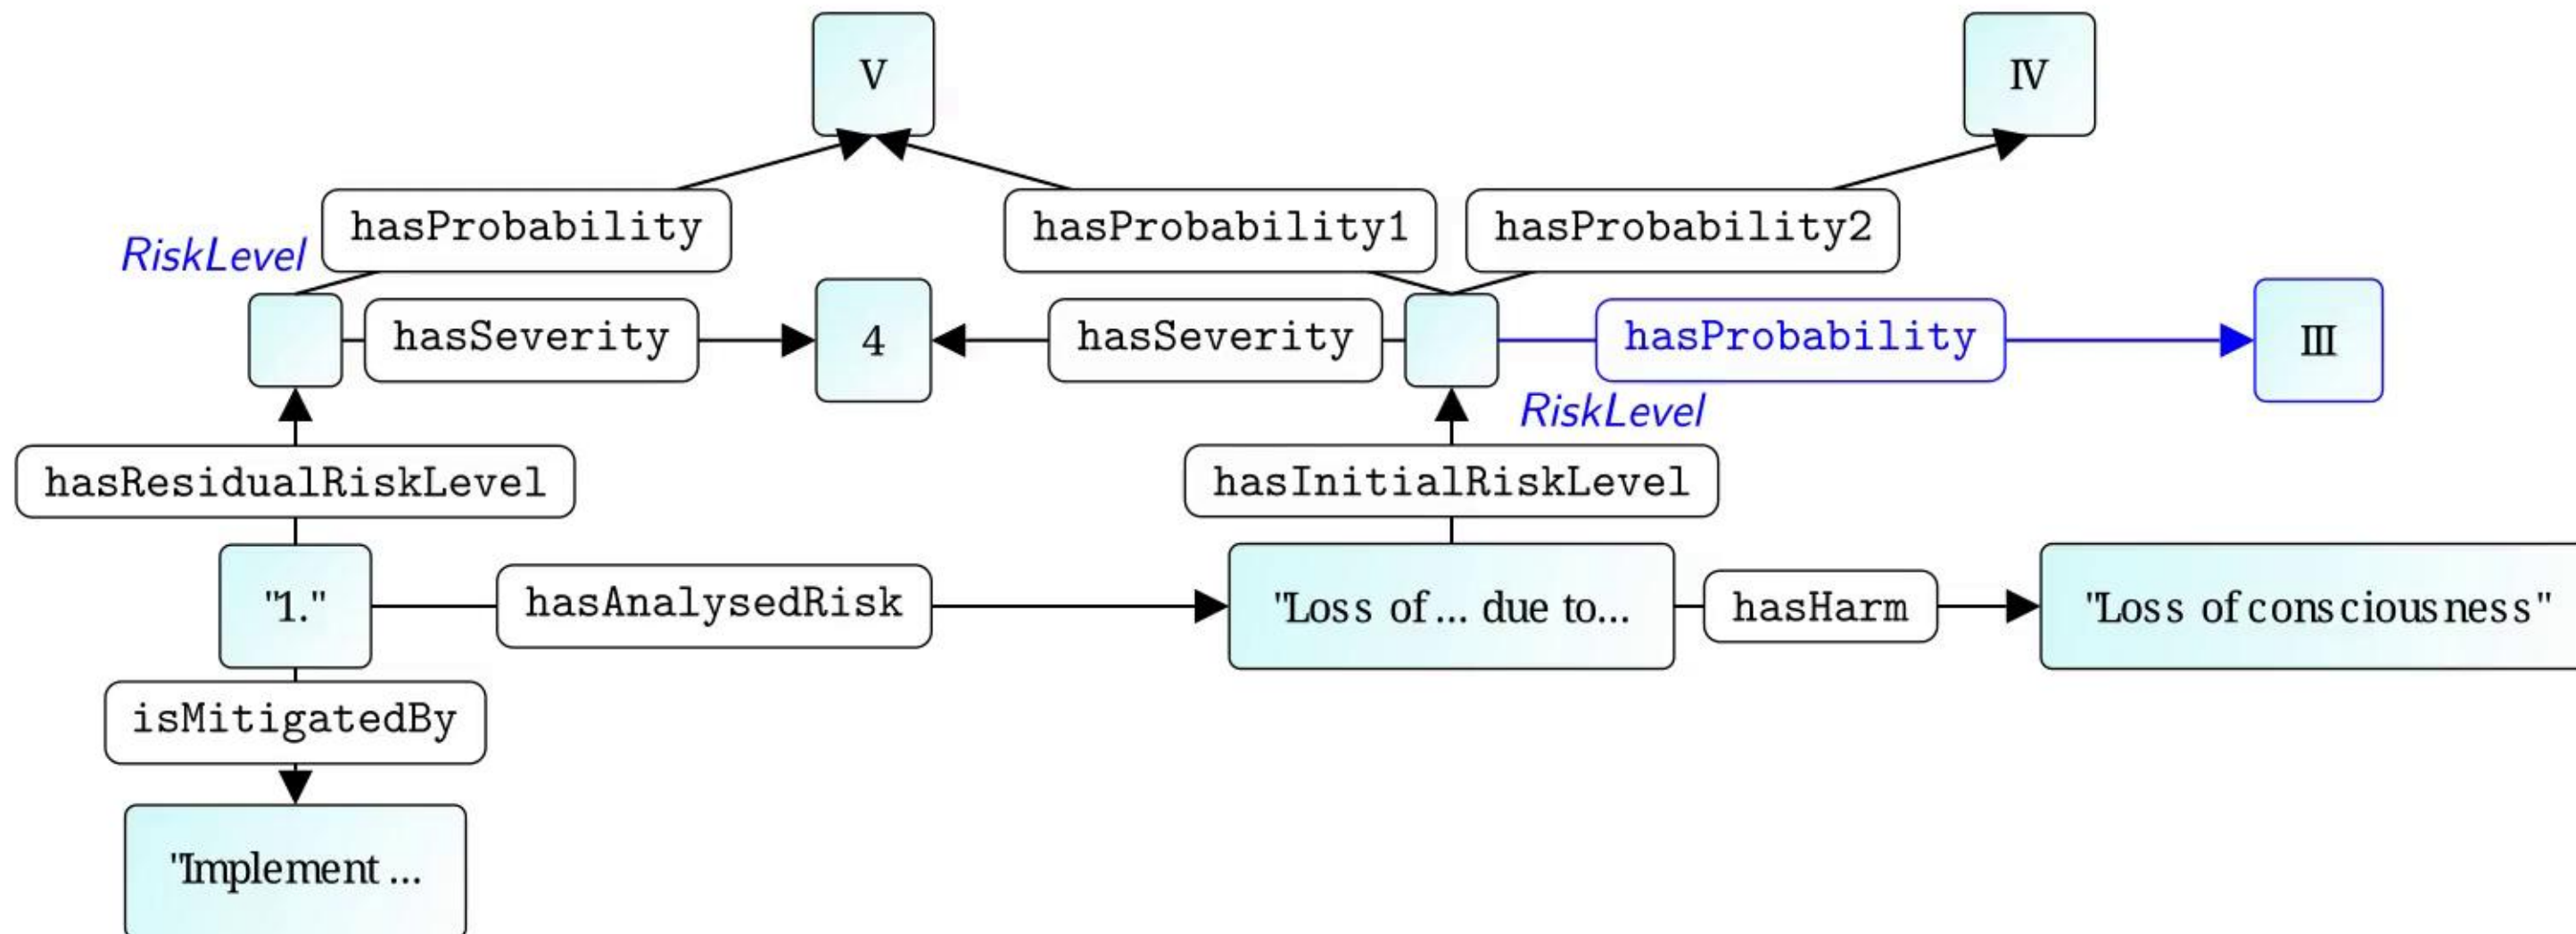 V
IV
hasProbability
hasProbability1
hasProbability2
RiskLevel
hasSeverity
4
hasSeverity
hasProbability
III
RiskLevel
hasResidualRiskLevel
hasInitialRiskLevel
"1."
hasAnalysedRisk
"Loss of ... due to...
hasHarm
"Loss of consciousness"
isMitigatedBy
"Implement ...